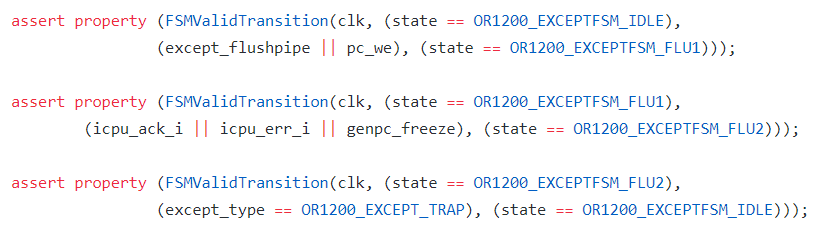 assert property (FSMValidTransition(clk, (state == OR1200_EXCEPTFSM_IDLE),
(except_flushpipe || pc_we), (state == OR1200_EXCEPTFSM_FLU1)));
assert property (FSMValidTransition(clk, (state == OR1200_EXCEPTFSM_FLU1),
(icpu_ack_i || icpu_err_i || genpc_freeze), (state == OR1200_EXCEPTFSM_FLU2)));
assert property (FSMValidTransition(clk, (state == OR1200_EXCEPTFSM_FLU2),
(except_type == OR1200_EXCEPT_TRAP), (state == OR1200_EXCEPTFSM_IDLE)));